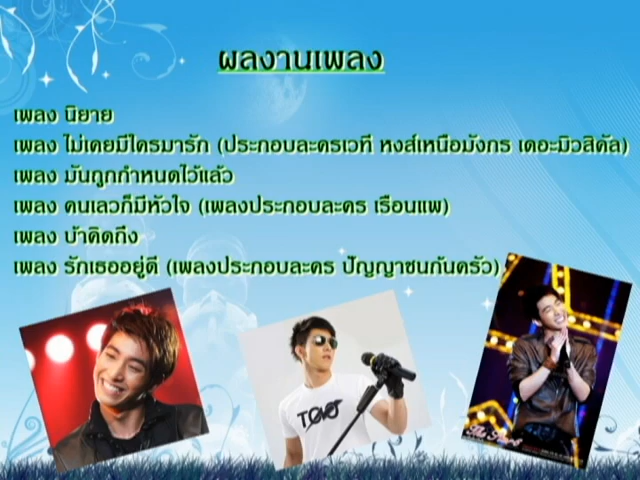 ผลงานเพลง
เพลง นิยาย
เพลง ไม่เคยมีใครมารัก (ประกอบละครเวที หงส์เหนือมังกร เดอะมิวสิคัล)
เพลง มันถูกกำหนดไว้แล้ว
เพลง คนเลวก็มีหัวใจ (เพลงประกอบละคร เรือนแพ)
เพลง บ้าคิดถึง
เพลง รักเธออยู่ดี (เพลงประกอบละคร ปัญญาชนก้นครัว)
The Star 6